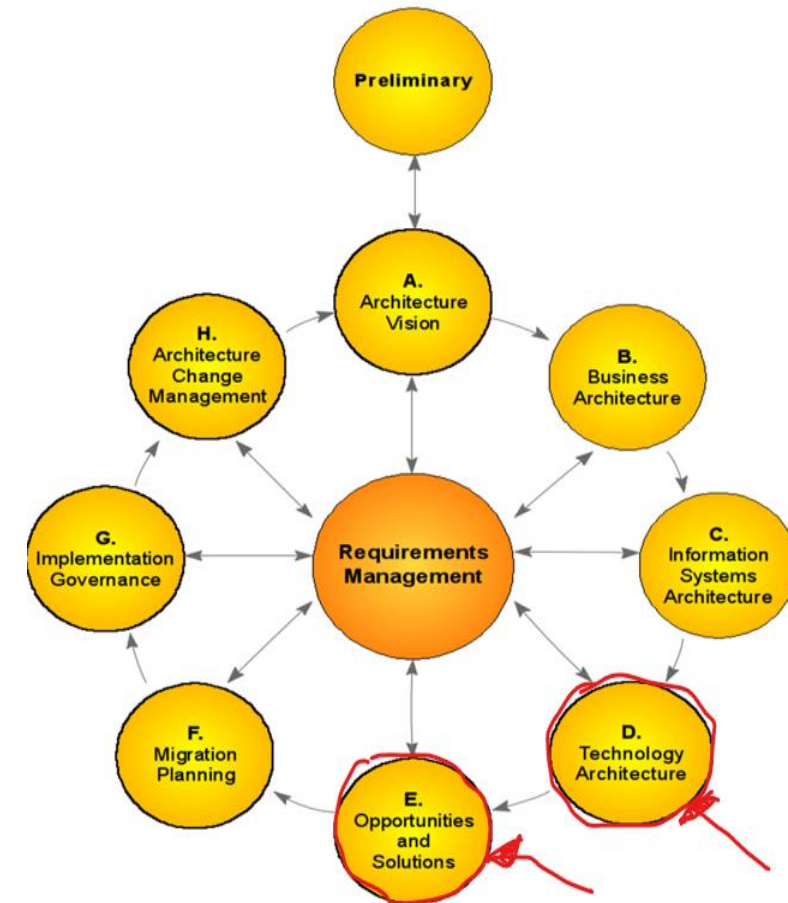 Preliminary
A.
Architecture
Vision
B.
Business
Architecture
C.
Information
Systems
Architecture
D.
Technology
Architecture
E.
Opportunities
and
Solutions
F.
Migration
Planning
G.
Implementation
Governance
H.
Architecture
Change
Management
Requirements
Management